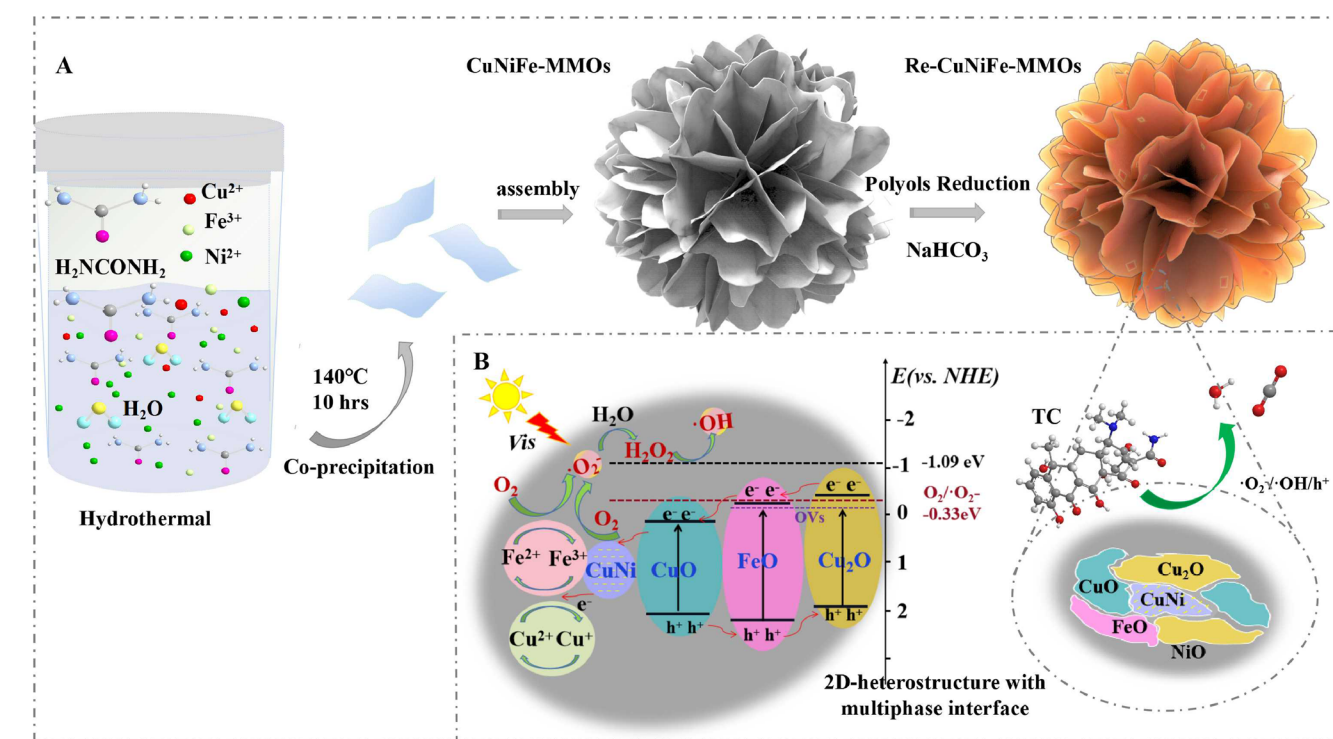 A
CuNiFe-MMOs
Re-CuNiFe-MMOs
Cu²⁺
Fe³⁺
Ni²⁺
H₂NCONH₂
H₂O
Hydrothermal
140℃
10 hrs
Co-precipitation
assembly
Polyols Reduction
NaHCO₃
B
E(vs. NHE)
-2
-1
0
1
2
-1.09 eV
O₂/·O₂-
-0.33eV
Vis
H₂O
·OH
H₂O₂
·O₂⁻
O₂
O₂
e⁻ e⁻
e⁻ e⁻
e⁻ e⁻
OVs
Fe²⁺
Fe³⁺
CuNi
CuO
FeO
Cu₂O
e⁻
Cu²⁺
Cu⁺
h⁺ h⁺
h⁺ h⁺
h⁺ h⁺
2D-heterostructure with
multiphase interface
TC
·O₂⁻/·OH/h⁺
CuO
Cu₂O
CuNi
FeO
NiO